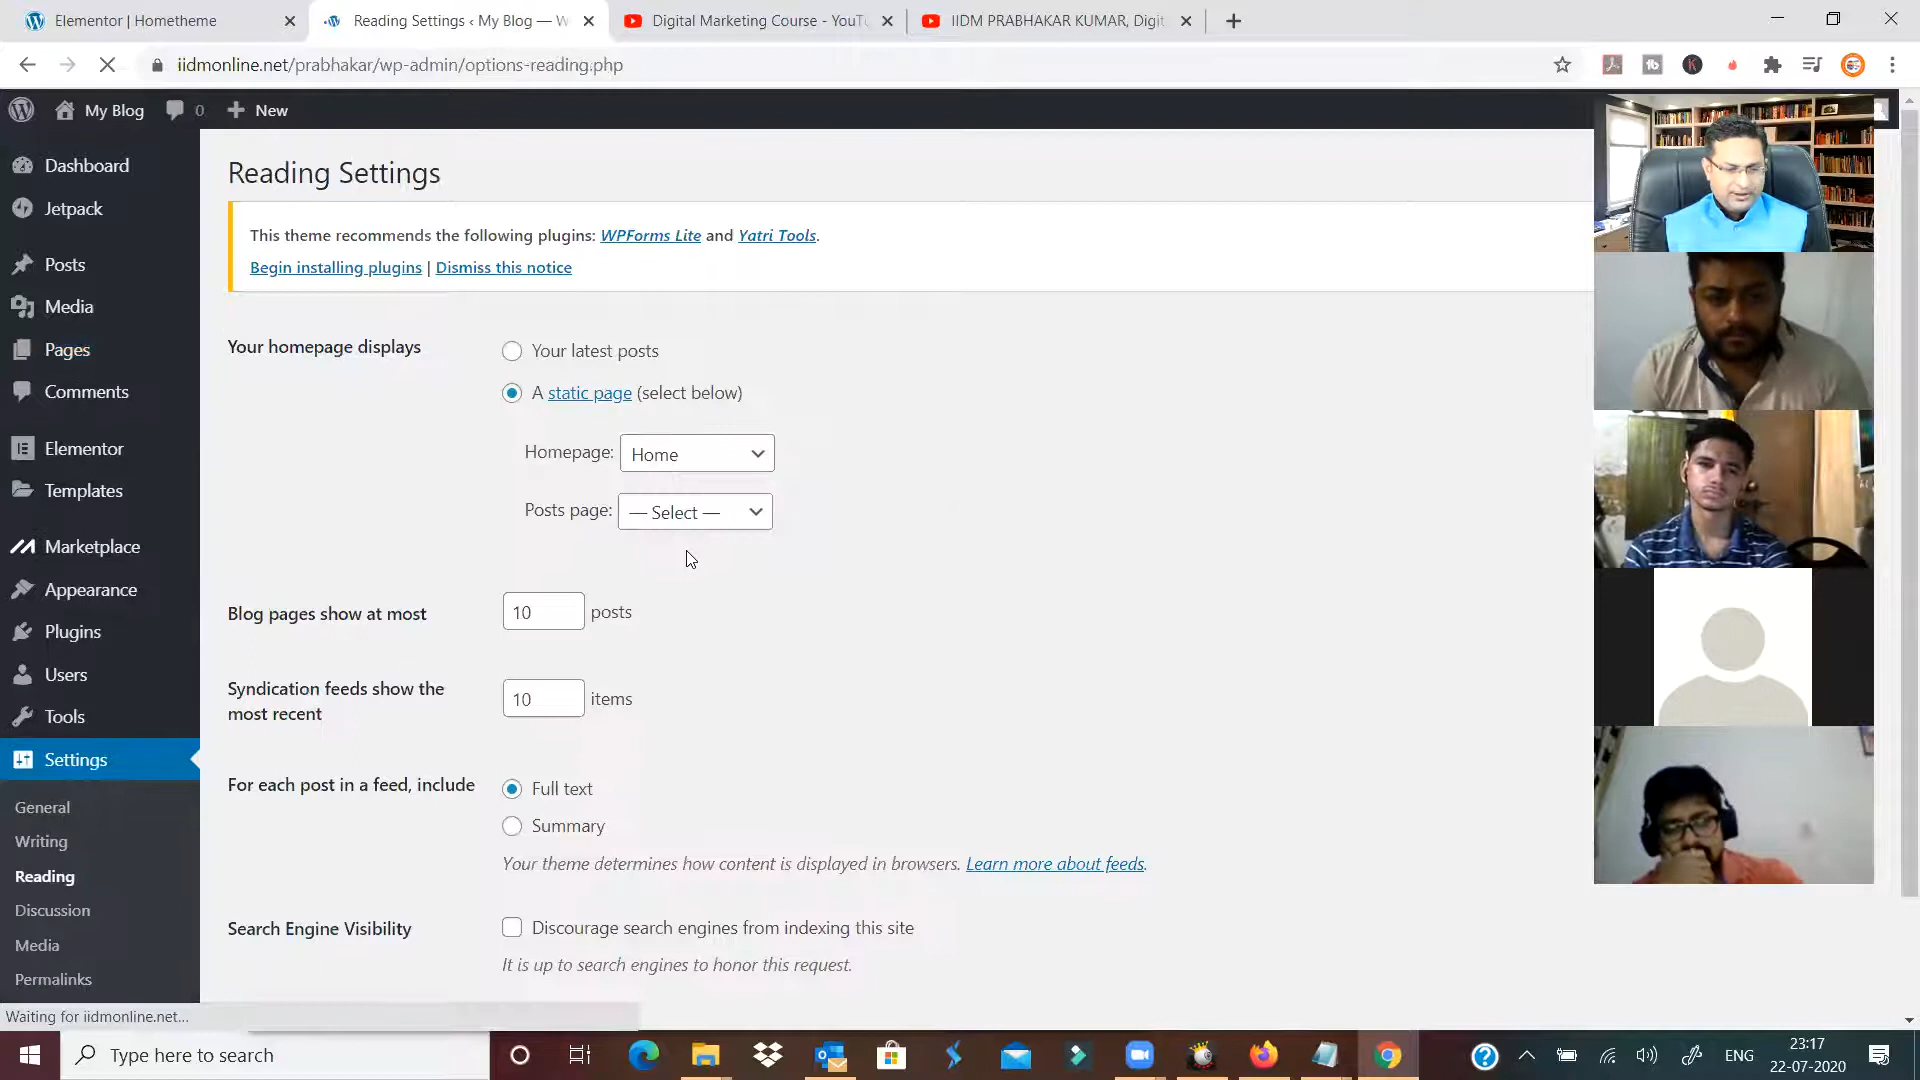 Elementor | Hometheme
Reading Settings ‹ My Blog — W
Digital Marketing Course - YouTu
IIDM PRABHAKAR KUMAR, Digit
iidmonline.net/prabhakar/wp-admin/options-reading.php
My Blog 0 New
Dashboard
Jetpack
Posts
Media
Pages
Comments
Elementor
Templates
Marketplace
Appearance
Plugins
Users
Tools
Settings
General
Writing
Reading
Discussion
Media
Permalinks
Reading Settings
This theme recommends the following plugins: WPForms Lite and Yatri Tools.
Begin installing plugins | Dismiss this notice
Your homepage displays
Your latest posts
A static page (select below)
Homepage: Home
Posts page: — Select —
Blog pages show at most 10 posts
Syndication feeds show the
most recent
10 items
For each post in a feed, include
Full text
Summary
Your theme determines how content is displayed in browsers. Learn more about feeds.
Search Engine Visibility
Discourage search engines from indexing this site
It is up to search engines to honor this request.
Waiting for iidmonline.net...
Type here to search
ENG
23:17
22-07-2020